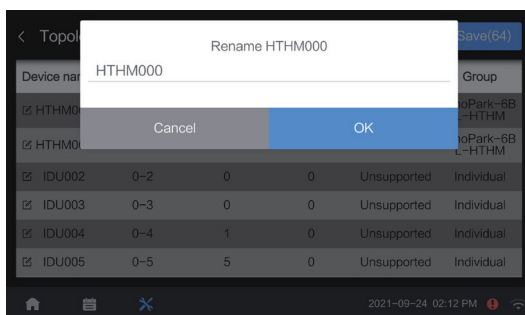 Topol
Save(64)
Rename HTHM000
HTHM000
Cancel
OK
Device nar
Group
HTHM0
oPark-6B
L-HTHM
HTHM0
oPark-6B
L-HTHM
IDU002 0-2 0 0 Unsupported Individual
IDU003 0-3 0 0 Unsupported Individual
IDU004 0-4 1 0 Unsupported Individual
IDU005 0-5 5 0 Unsupported Individual
2021-09-24 02:12 PM